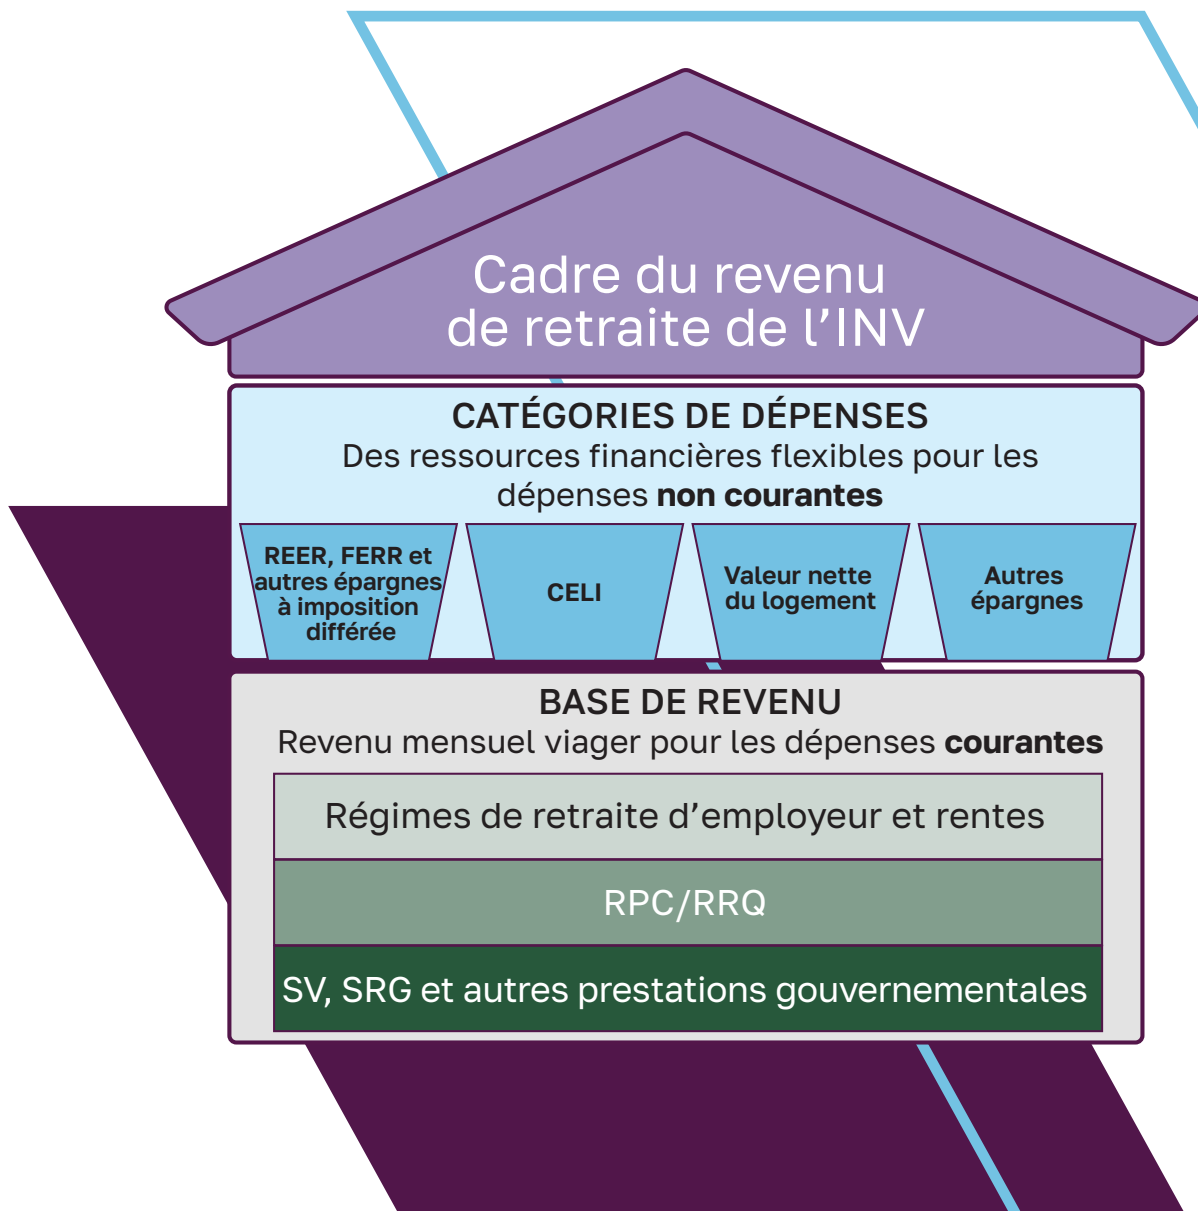 Cadre du revenu
de retraite de l’INV
CATÉGORIES DE DÉPENSES
Des ressources financières flexibles pour les
dépenses non courantes
REER, FERR et
autres épargnes
à imposition
différée
CELI
Valeur nette
du logement
Autres
épargnes
BASE DE REVENU
Revenu mensuel viager pour les dépenses courantes
Régimes de retraite d’employeur et rentes
RPC/RRQ
SV, SRG et autres prestations gouvernementales